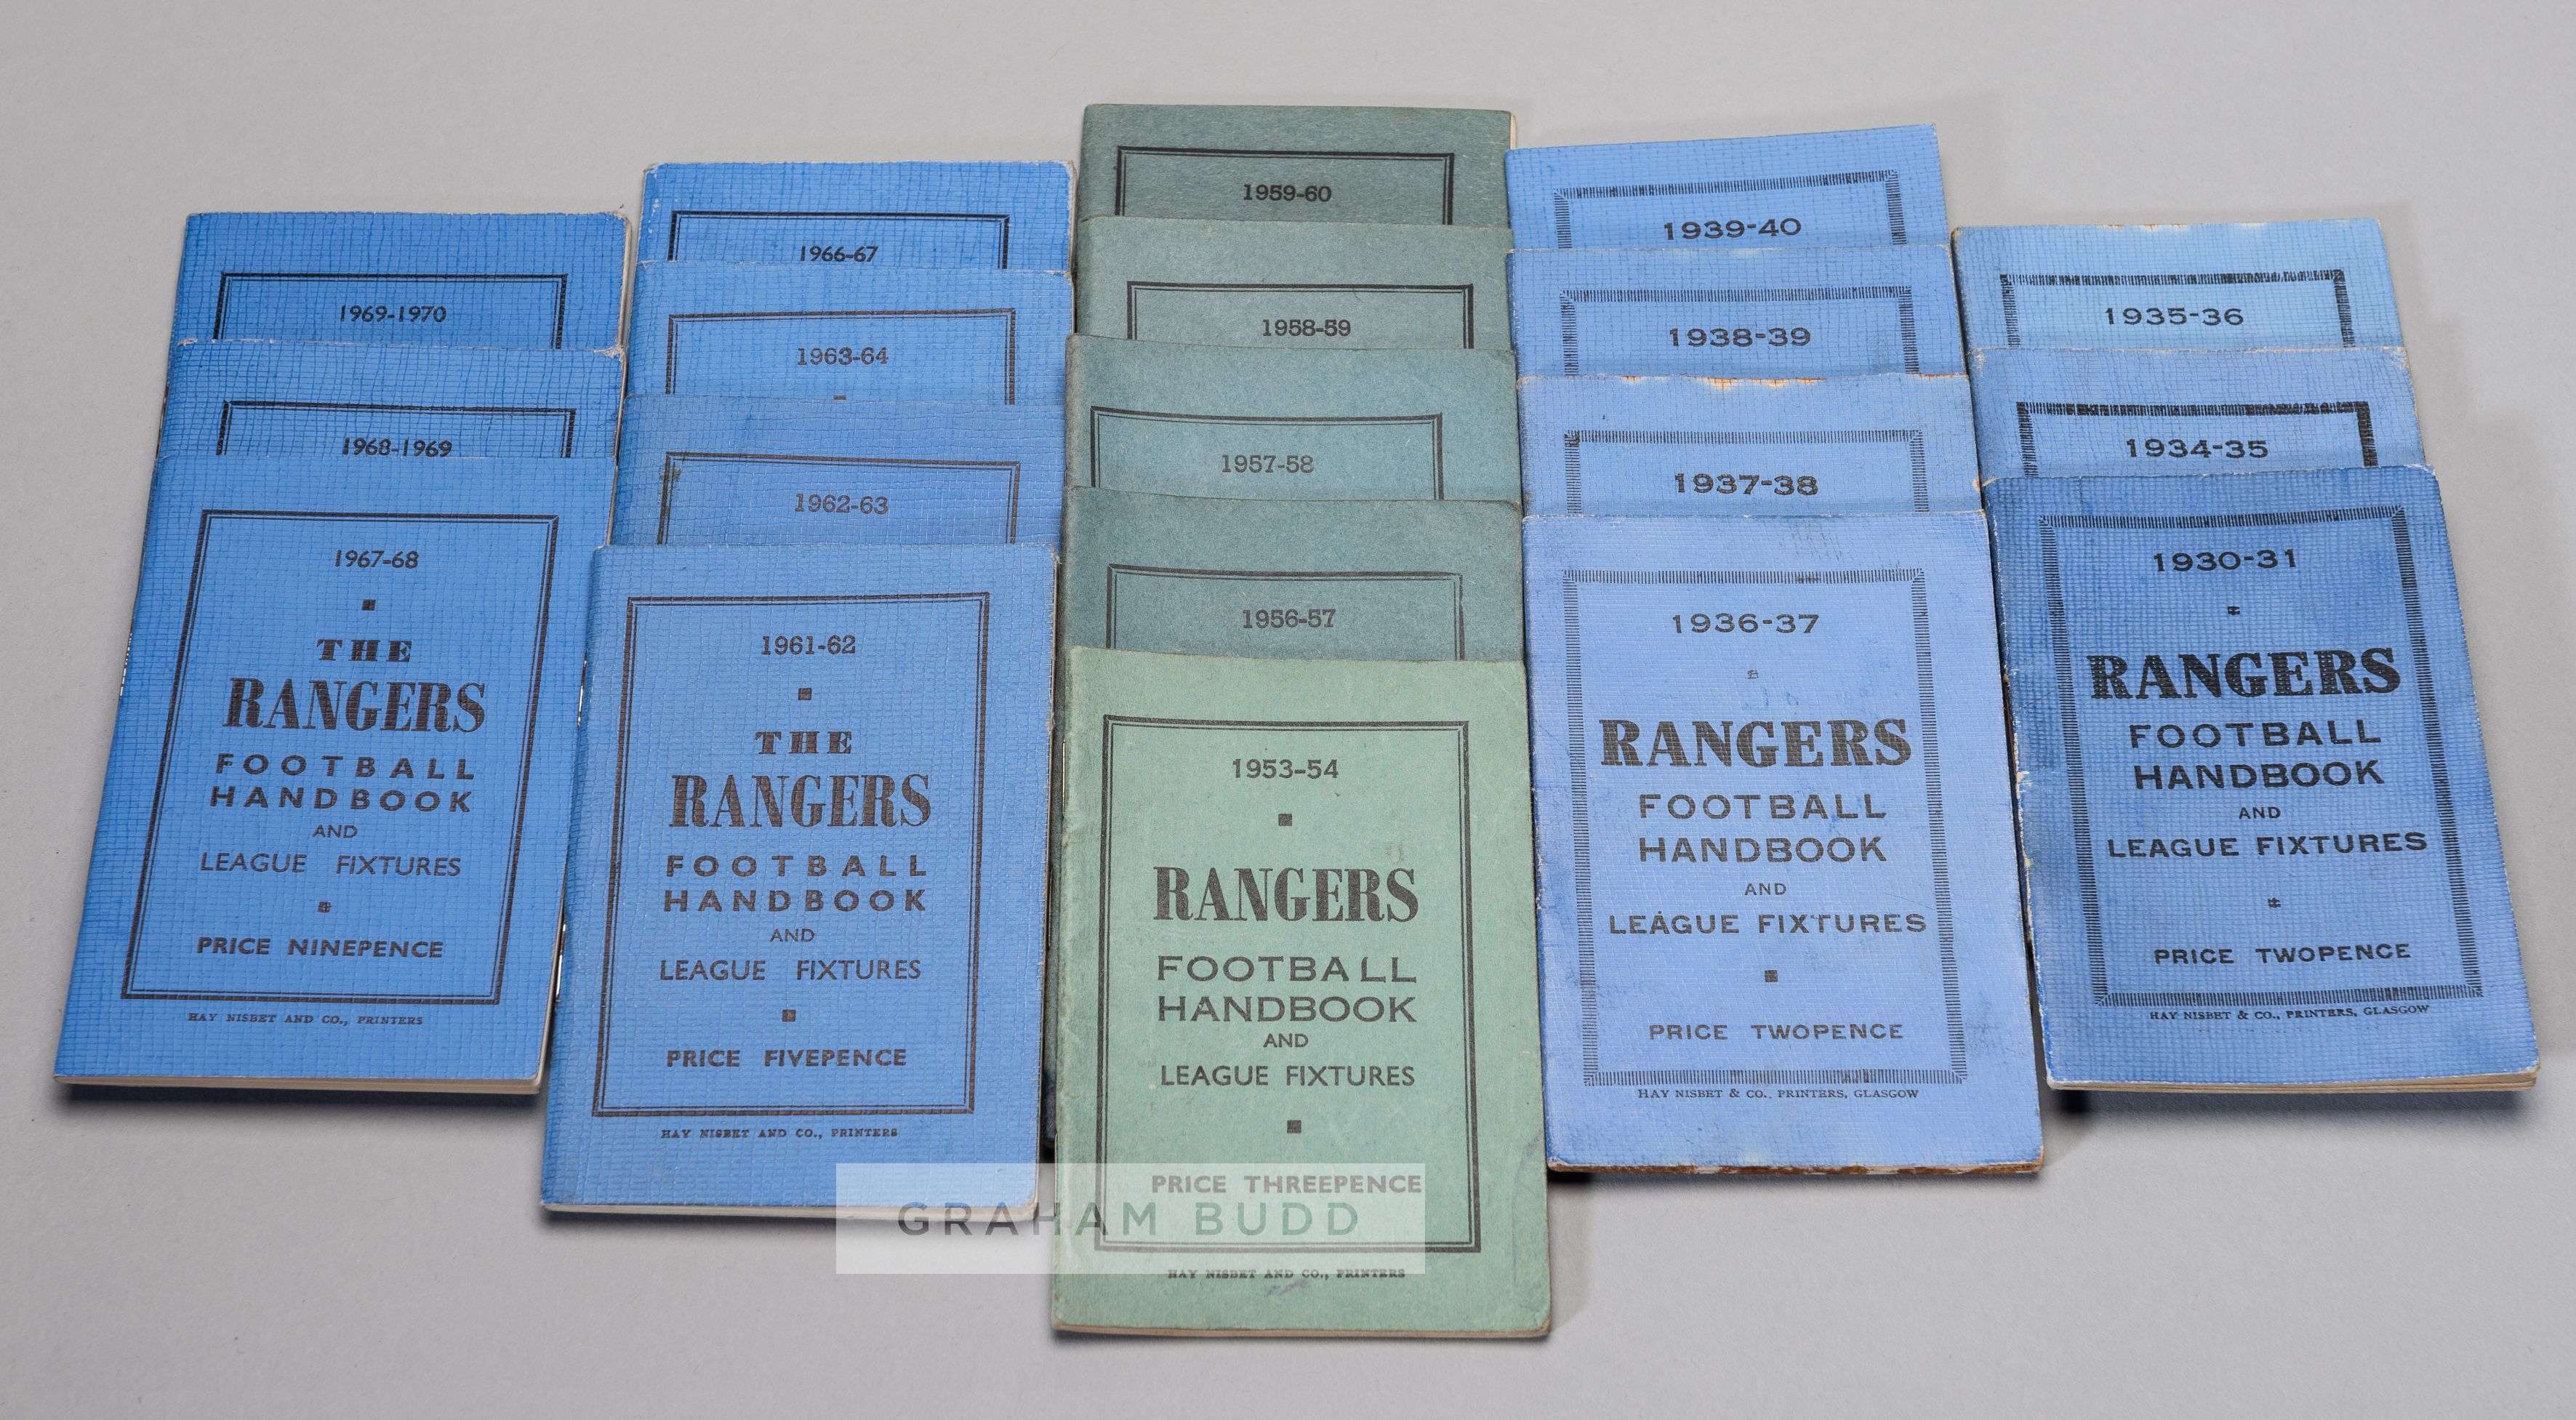 1969-1970
1968-1969
1967-68
THE
RANGERS
FOOTBALL
HANDBOOK
AND
LEAGUE FIXTURES
PRICE NINEPENCE
HAY NISBET AND CO., PRINTERS
1966-67
1963-64
1962-63
1961-62
THE
RANGERS
FOOTBALL
HANDBOOK
AND
LEAGUE FIXTURES
PRICE FIVEPENCE
HAY NISBET AND CO., PRINTERS
1959-60
1958-59
1957-58
1956-57
1953-54
RANGERS
FOOTBALL
HANDBOOK
AND
LEAGUE FIXTURES
PRICE THREEPENCE
GRAHAM BUDD
HAY NISBET AND CO., PRINTERS
1939-40
1938-39
1937-38
1936-37
RANGERS
FOOTBALL
HANDBOOK
AND
LEAGUE FIXTURES
PRICE TWOPENCE
HAY NISBET & CO., PRINTERS, GLASGOW
1935-36
1934-35
1930-31
RANGERS
FOOTBALL
HANDBOOK
AND
LEAGUE FIXTURES
PRICE TWOPENCE
HAY NISBET & CO., PRINTERS, GLASGOW